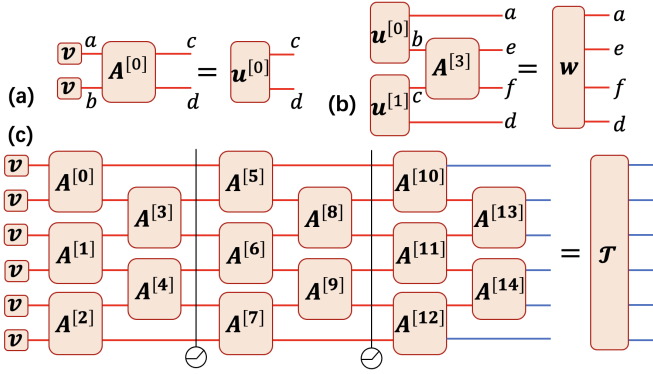 v a A[0] c = u[0] c
v b d d
(a)
u[0] a
b A[3] e = w a
u[1] c f e
d f
d
(b)
(c)
v A[0] A[5] A[10]
v A[3] A[8] A[13]
v A[1] A[6] A[11] = 𝒯
v A[4] A[9] A[14]
v A[2] A[7] A[12]
v